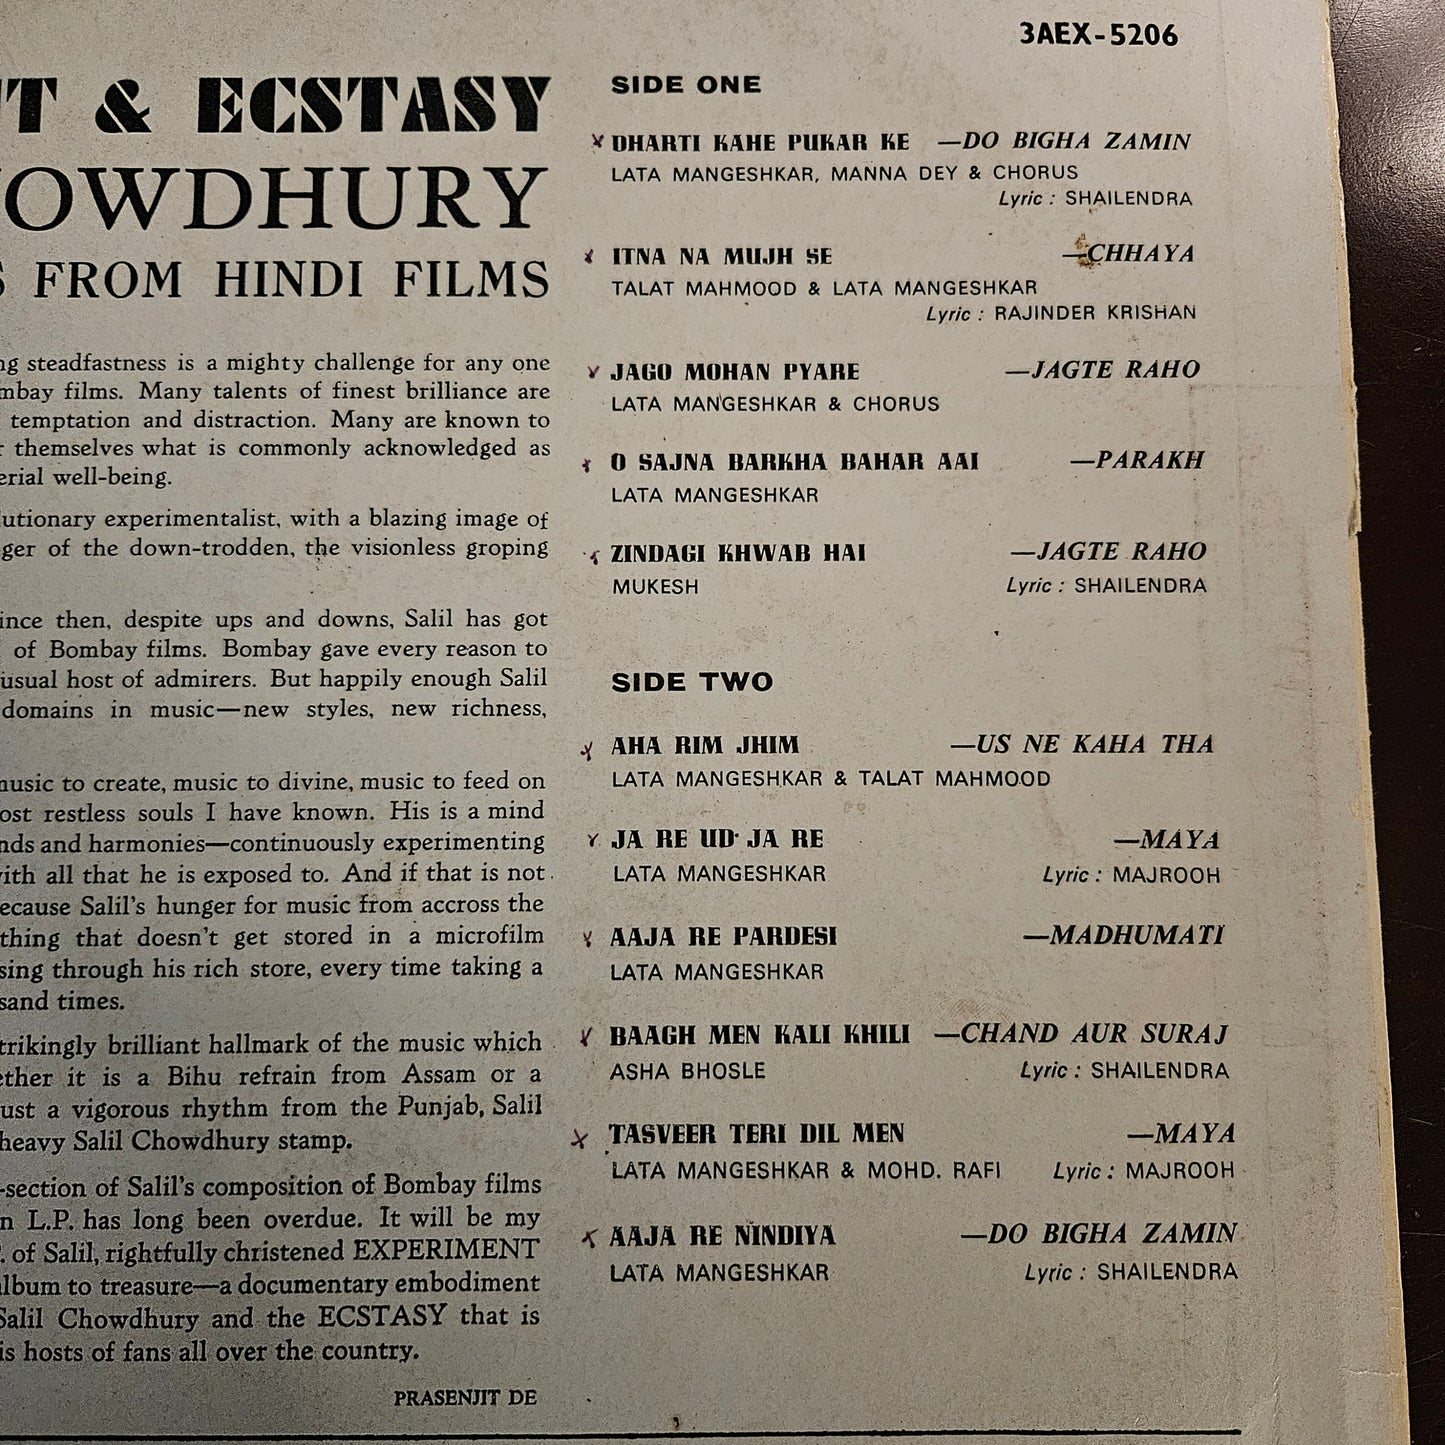 3AEX-5206
T & ECSTASY
OWDHURY
S FROM HINDI FILMS
ng steadfastness is a mighty challenge for any one
mbay films. Many talents of finest brilliance are
temptation and distraction. Many are known to
r themselves what is commonly acknowledged as
erial well-being.
lutionary experimentalist, with a blazing image of
ger of the down-trodden, the visionless groping
ince then, despite ups and downs, Salil has got
of Bombay films. Bombay gave every reason to
usual host of admirers. But happily enough Salil
domains in music—new styles, new richness,
music to create, music to divine, music to feed on
ost restless souls I have known. His is a mind
nds and harmonies—continuously experimenting
with all that he is exposed to. And if that is not
ecause Salil's hunger for music from accross the
thing that doesn't get stored in a microfilm
sing through his rich store, every time taking a
sand times.
trikingly brilliant hallmark of the music which
ether it is a Bihu refrain from Assam or a
ust a vigorous rhythm from the Punjab, Salil
heavy Salil Chowdhury stamp.
-section of Salil's composition of Bombay films
n L.P. has long been overdue. It will be my
P. of Salil, rightfully christened EXPERIMENT
album to treasure—a documentary embodiment
Salil Chowdhury and the ECSTASY that is
is hosts of fans all over the country.
PRASENJIT DE
SIDE ONE
DHARTI KAHE PUKAR KE —DO BIGHA ZAMIN
LATA MANGESHKAR, MANNA DEY & CHORUS
Lyric : SHAILENDRA
ITNA NA MUJH SE —CHHAYA
TALAT MAHMOOD & LATA MANGESHKAR
Lyric : RAJINDER KRISHAN
JAGO MOHAN PYARE —JAGTE RAHO
LATA MANGESHKAR & CHORUS
O SAJNA BARKHA BAHAR AAI —PARAKH
LATA MANGESHKAR
ZINDAGI KHWAB HAI —JAGTE RAHO
MUKESH Lyric : SHAILENDRA
SIDE TWO
AHA RIM JHIM —US NE KAHA THA
LATA MANGESHKAR & TALAT MAHMOOD
JA RE UD JA RE —MAYA
LATA MANGESHKAR Lyric : MAJROOH
AAJA RE PARDESI —MADHUMATI
LATA MANGESHKAR
BAAGH MEN KALI KHILI —CHAND AUR SURAJ
ASHA BHOSLE Lyric : SHAILENDRA
TASVEER TERI DIL MEN —MAYA
LATA MANGESHKAR & MOHD. RAFI Lyric : MAJROOH
AAJA RE NINDIYA —DO BIGHA ZAMIN
LATA MANGESHKAR Lyric : SHAILENDRA